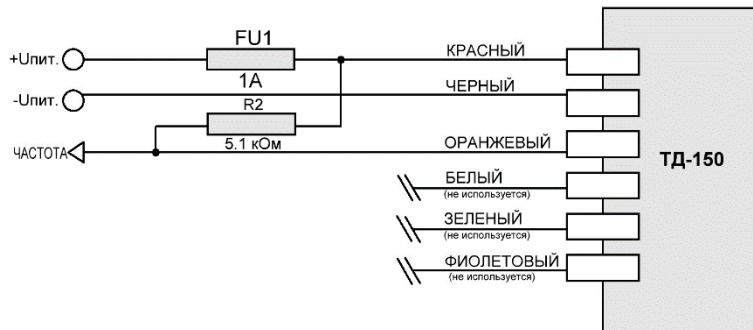 FU1
+Uпит.
КРАСНЫЙ
1А
-Uпит.
ЧЕРНЫЙ
R2
5.1 кОм
ЧАСТОТА
ОРАНЖЕВЫЙ
ТД-150
БЕЛЫЙ
(не используется)
ЗЕЛЕНЫЙ
(не используется)
ФИОЛЕТОВЫЙ
(не используется)